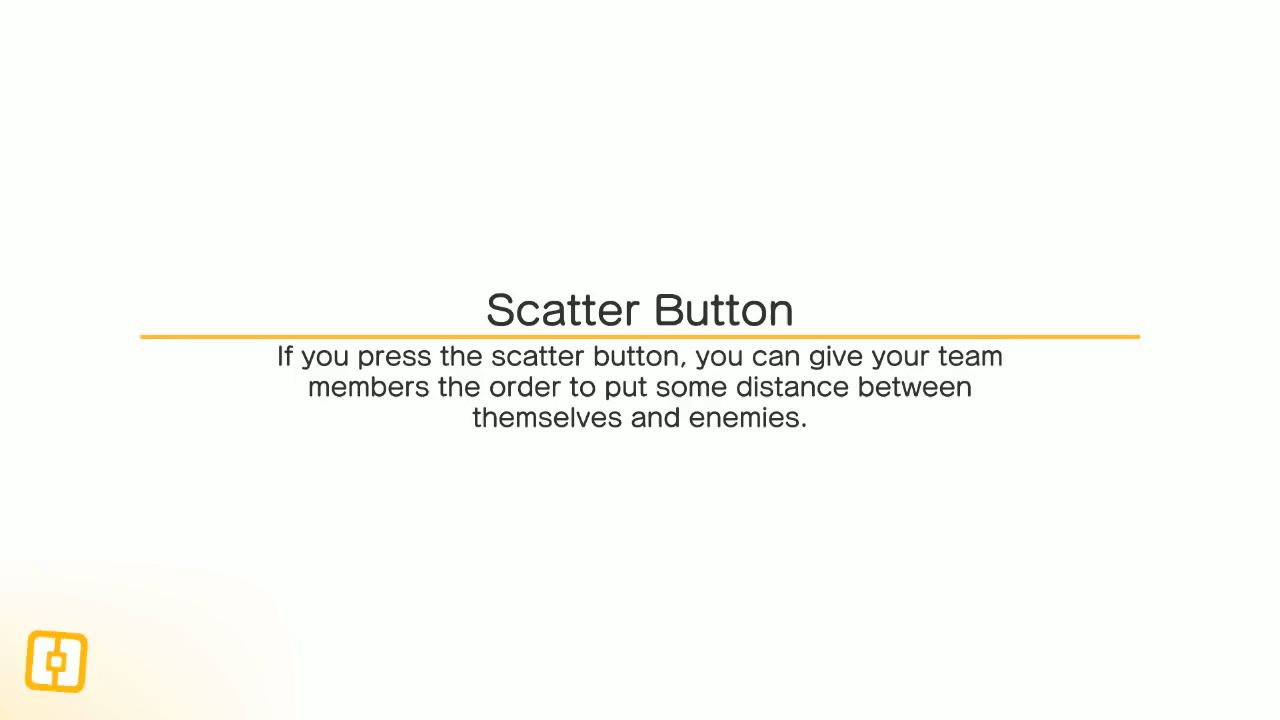 Scatter Button
If you press the scatter button, you can give your team
members the order to put some distance between
themselves and enemies.